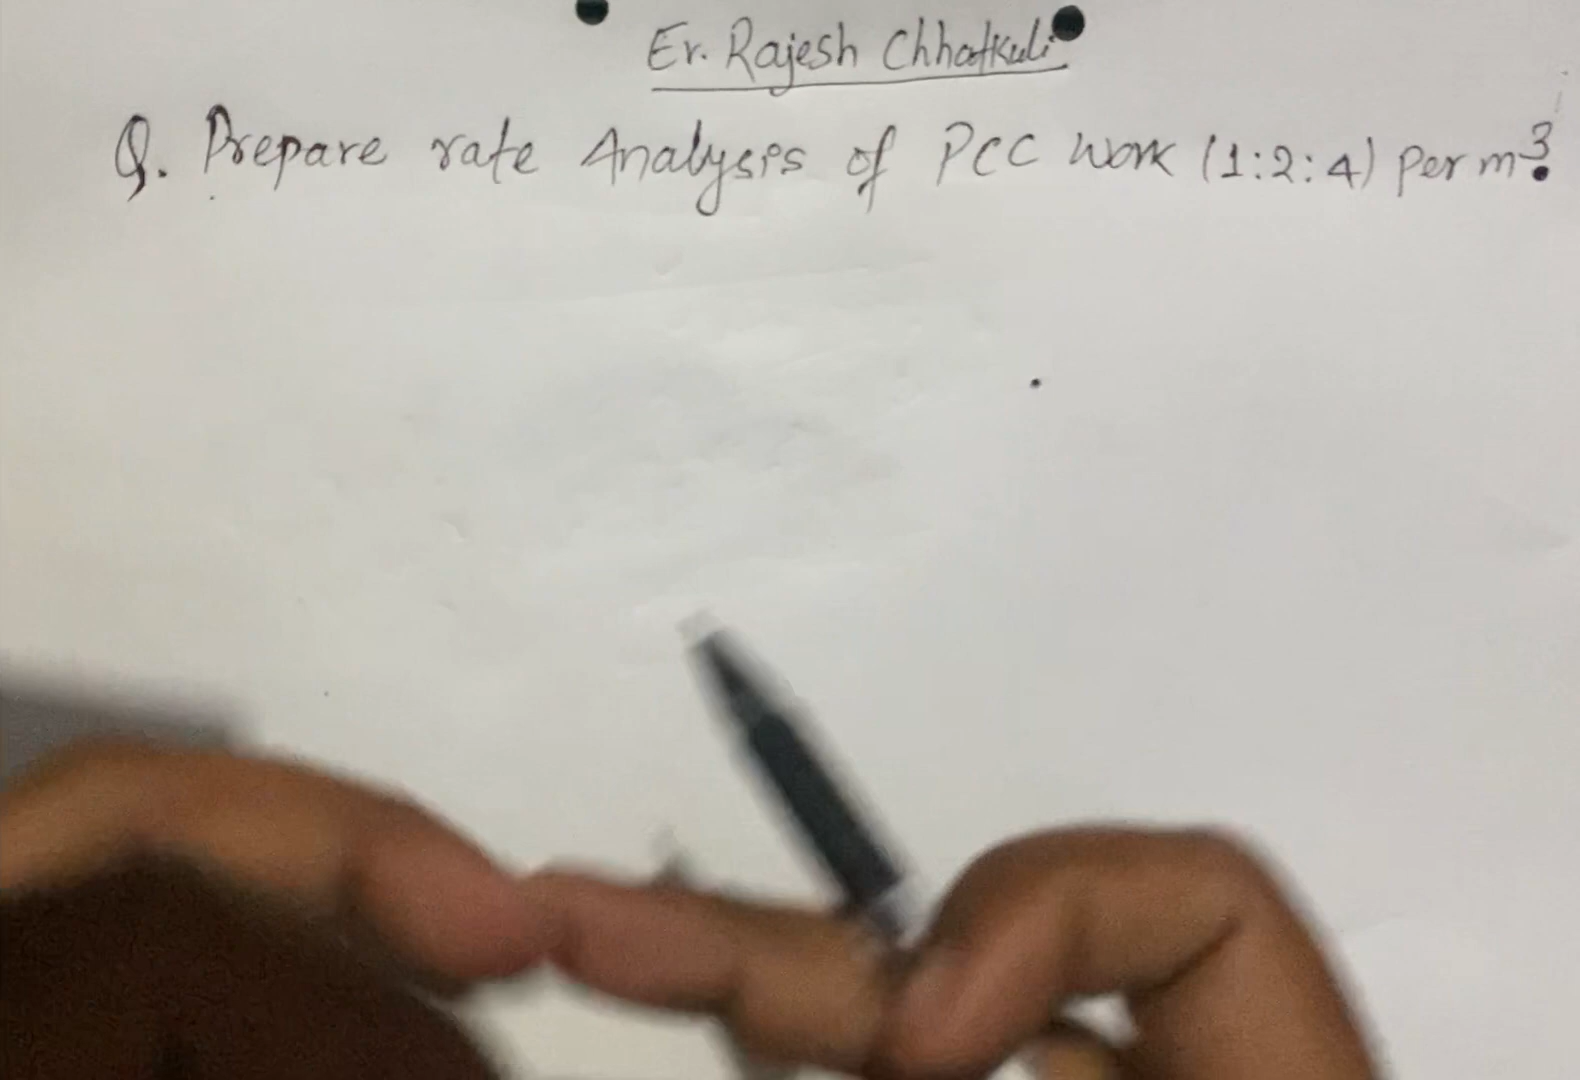 Er. Rajesh Chhatkuli
Q. Prepare rate Analysis of PCC work (1:2:4) per m³?